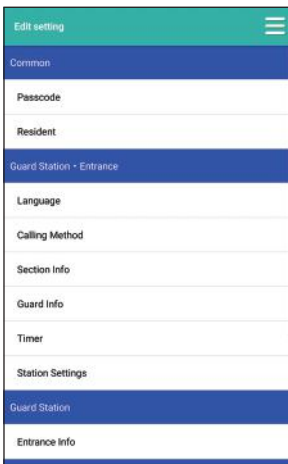 Edit setting
Common
Passcode
Resident
Guard Station・Entrance
Language
Calling Method
Section Info
Guard Info
Timer
Station Settings
Guard Station
Entrance Info